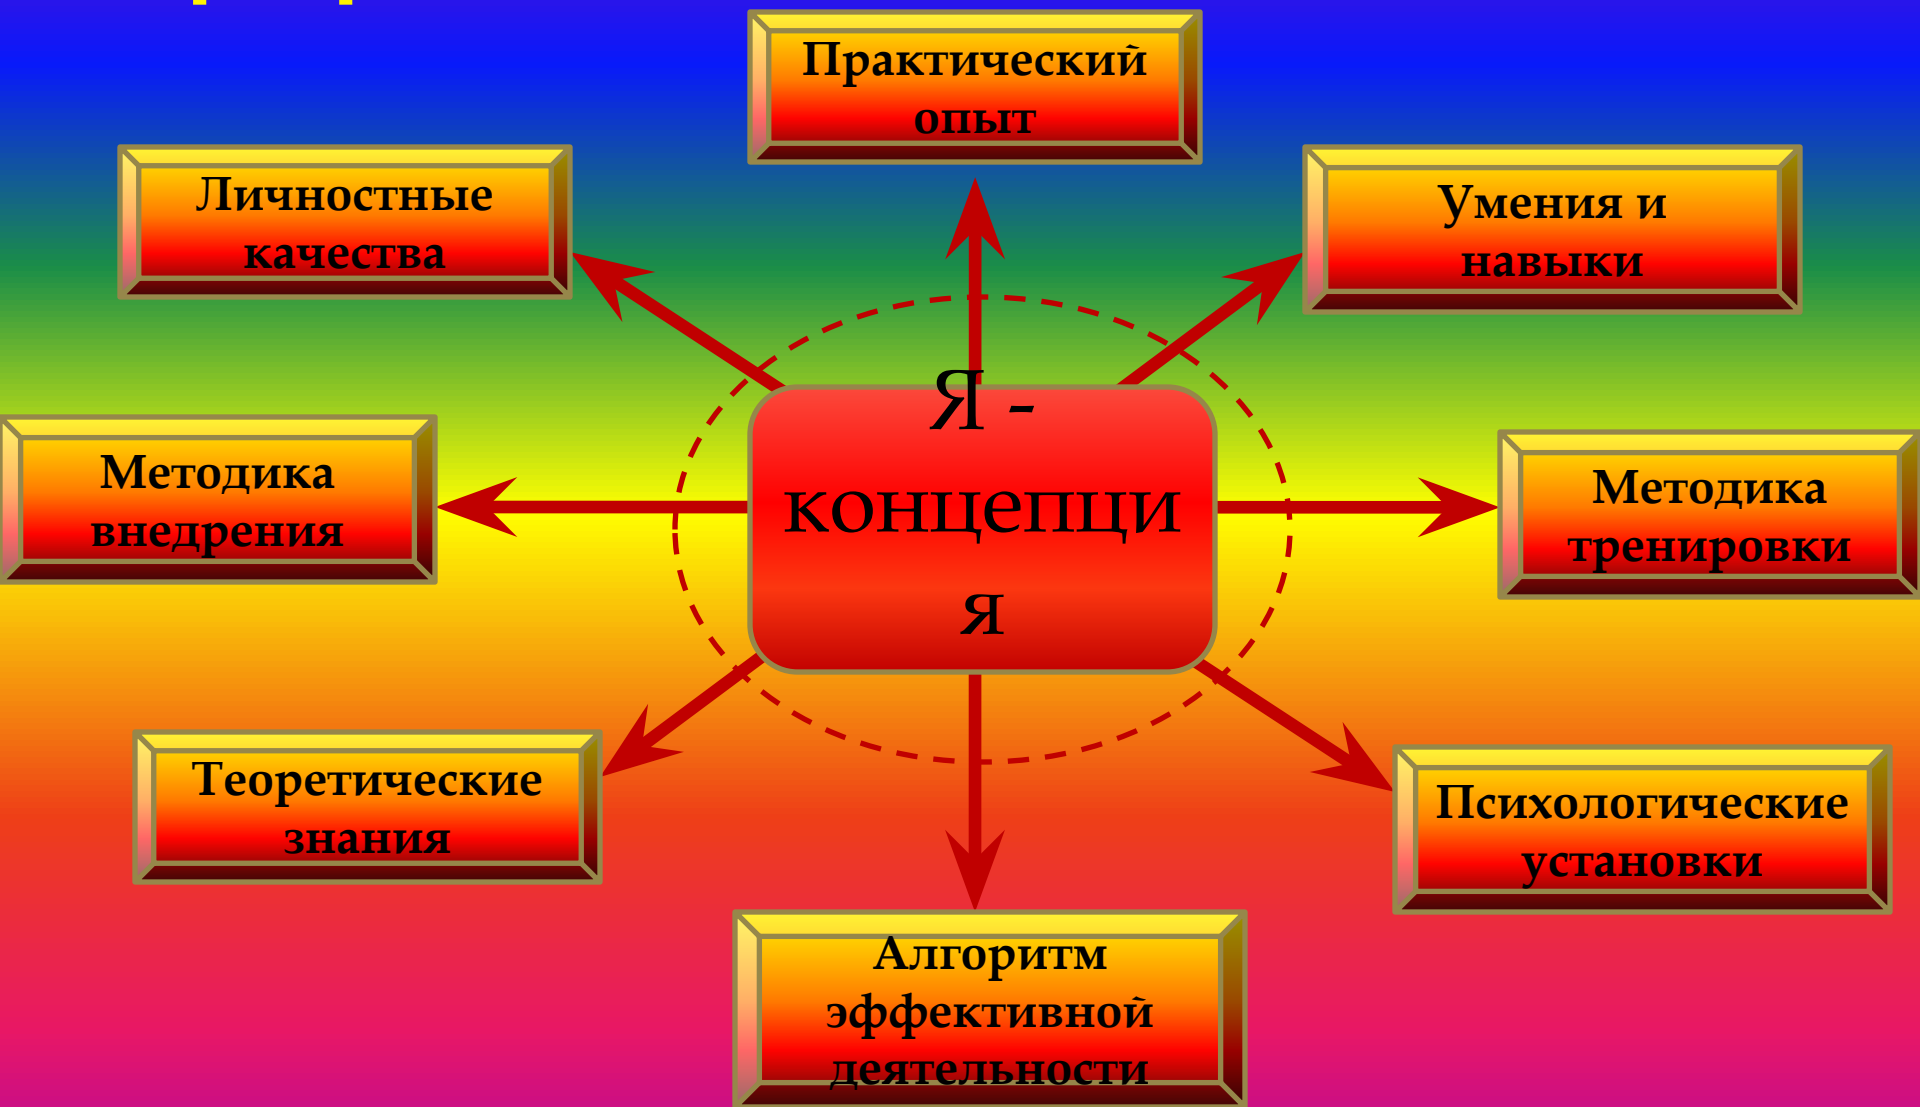 Практический
опыт
Личностные
качества
Умения и
навыки
Я -
концепци
я
Методика
внедрения
Методика
тренировки
Теоретические
знания
Психологические
установки
Алгоритм
эффективной
деятельности